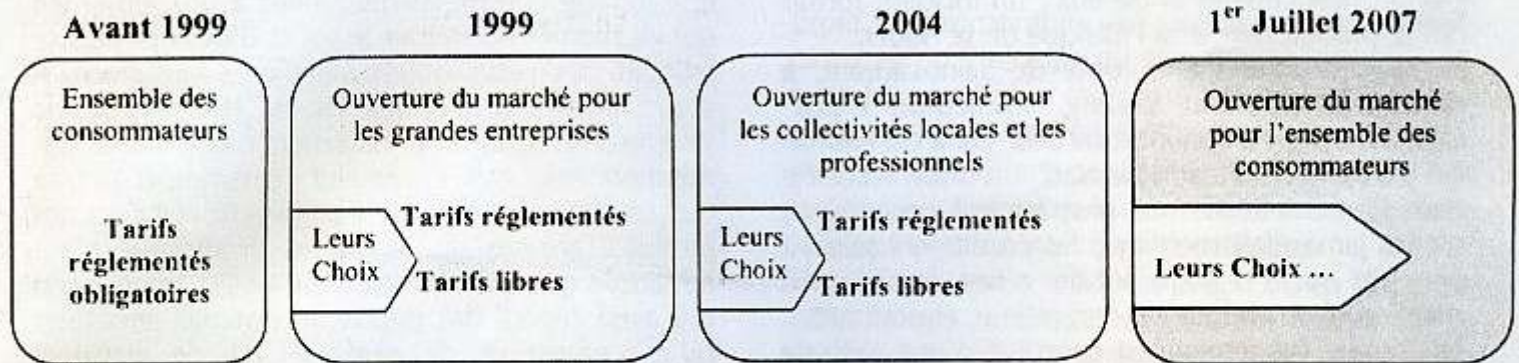 Avant 1999
Ensemble des
consommateurs
Tarifs
réglementés
obligatoires
1999
Ouverture du marché pour
les grandes entreprises
Leurs
Choix
Tarifs réglementés
Tarifs libres
2004
Ouverture du marché pour
les collectivités locales et les
professionnels
Leurs
Choix
Tarifs réglementés
Tarifs libres
1er Juillet 2007
Ouverture du marché
pour l'ensemble des
consommateurs
Leurs Choix ...